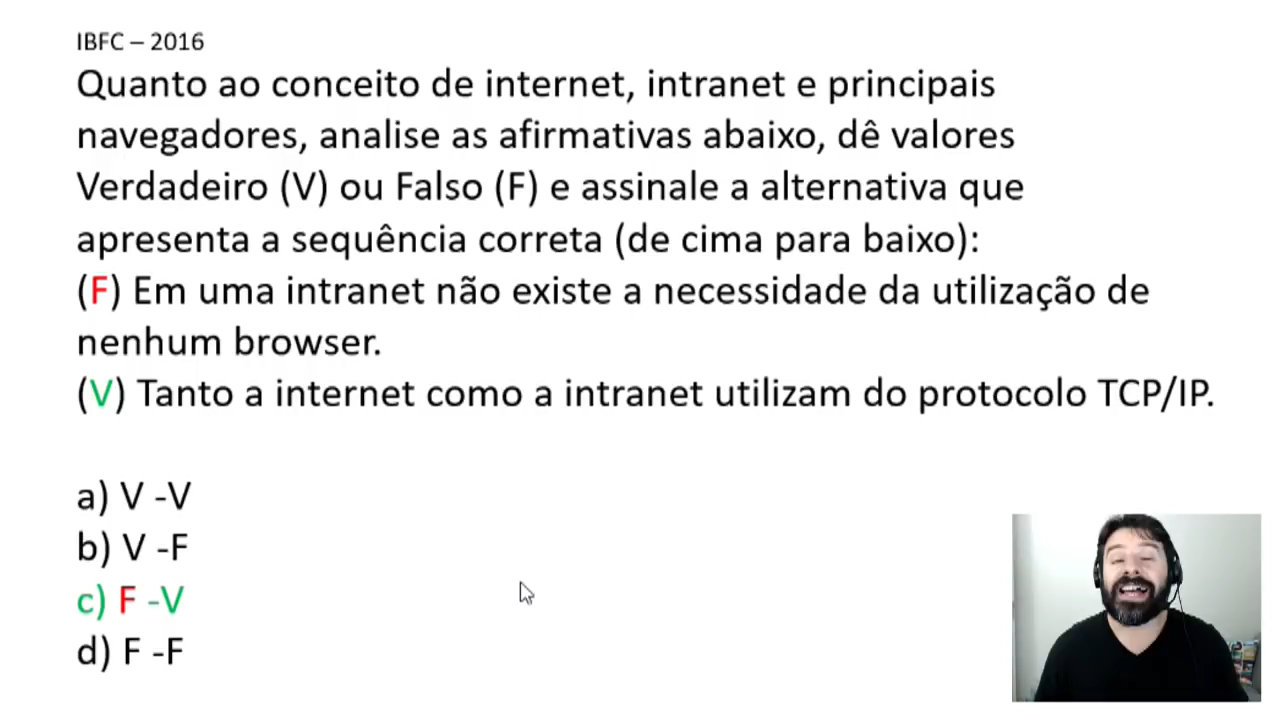 IBFC – 2016
Quanto ao conceito de internet, intranet e principais
navegadores, analise as afirmativas abaixo, dê valores
Verdadeiro (V) ou Falso (F) e assinale a alternativa que
apresenta a sequência correta (de cima para baixo):
(F) Em uma intranet não existe a necessidade da utilização de
nenhum browser.
(V) Tanto a internet como a intranet utilizam do protocolo TCP/IP.
a) V -V
b) V -F
c) F -V
d) F -F